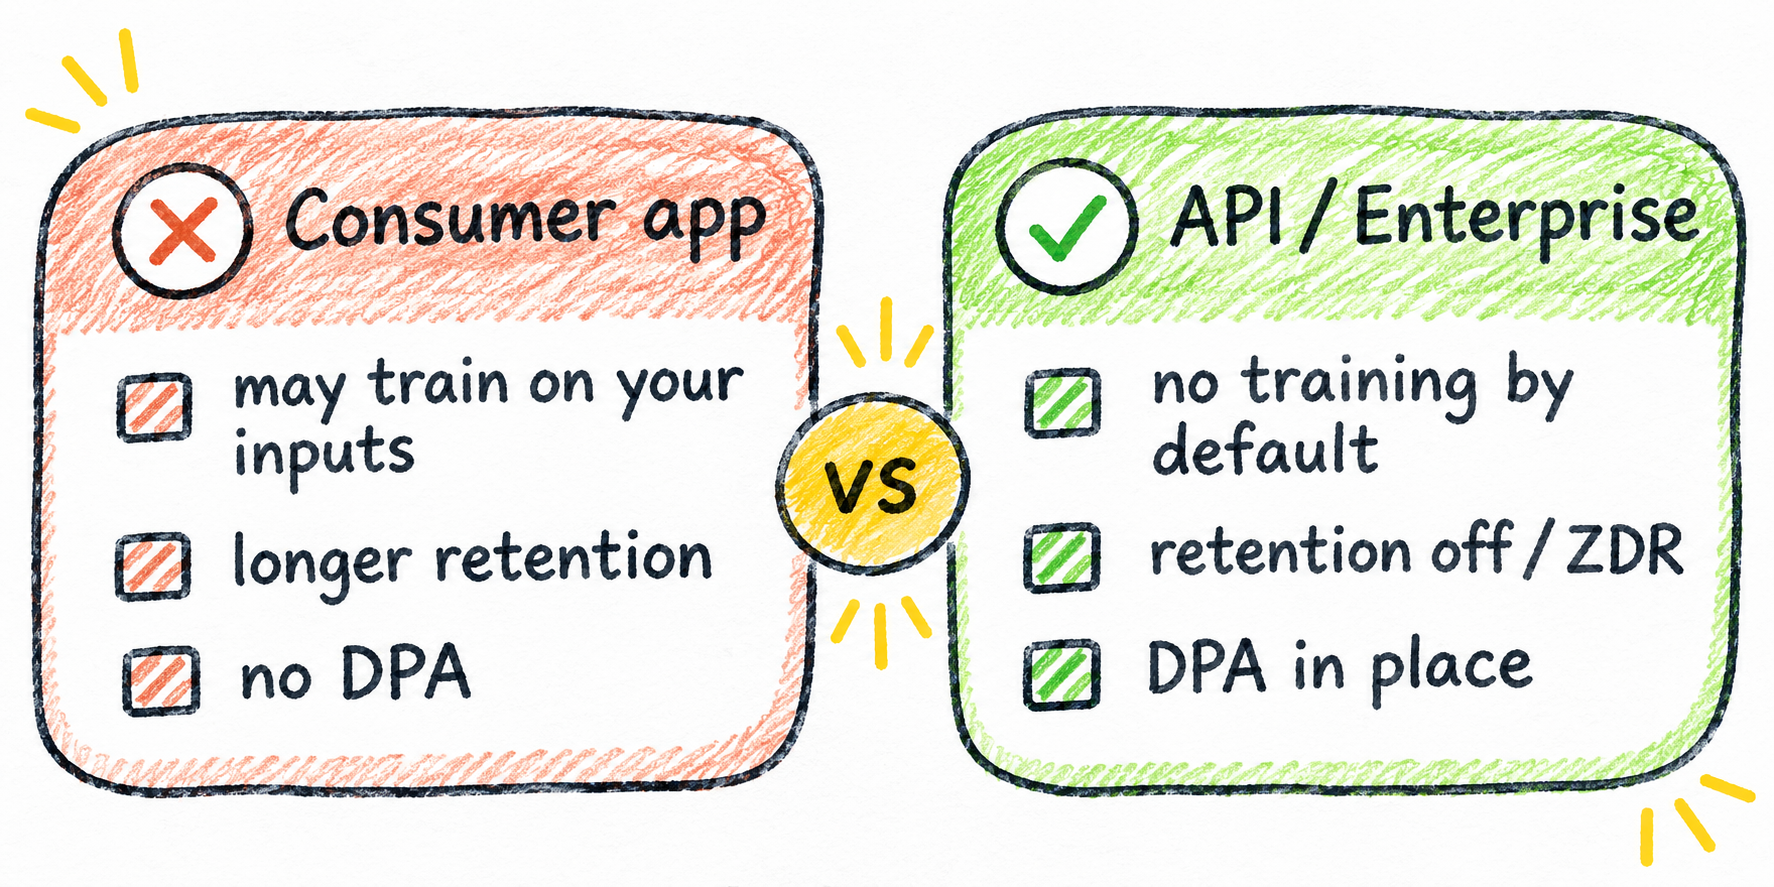 Consumer app
may train on your
inputs
longer retention
no DPA
VS
API / Enterprise
no training by
default
retention off / ZDR
DPA in place